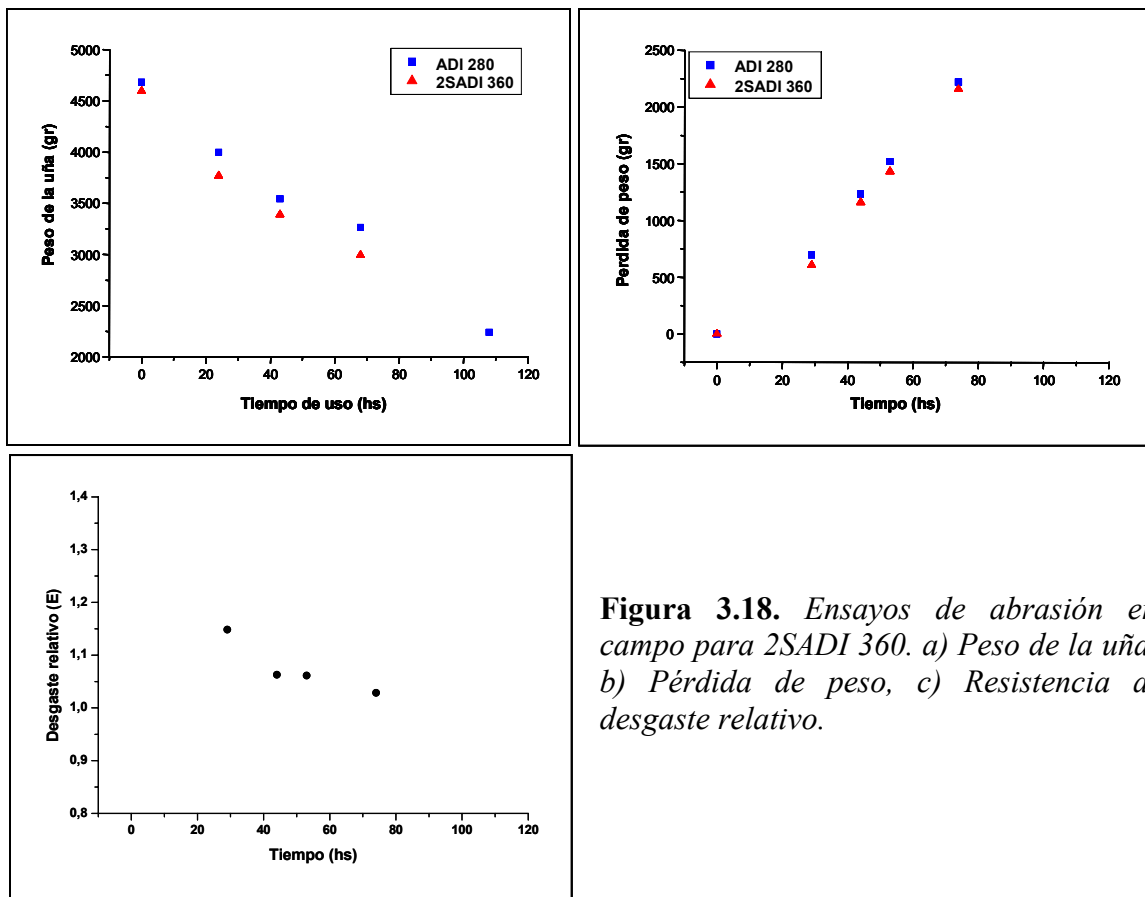 5000
4500
4000
3500
3000
2500
2000
Peso de la uña (gr)
ADI 280
2SADI 360
0 20 40 60 80 100 120
Tiempo de uso (hs)
2500
2000
1500
1000
500
0
Perdida de peso (gr)
ADI 280
2SADI 360
0 20 40 60 80 100 120
Tiempo (hs)
1,4
1,3
1,2
1,1
1,0
0,9
0,8
Desgaste relativo (E)
0 20 40 60 80 100 120
Tiempo (hs)
Figura 3.18. Ensayos de abrasión
campo para 2SADI 360. a) Peso de la uña
b) Pérdida de peso, c) Resistencia
desgaste relativo.